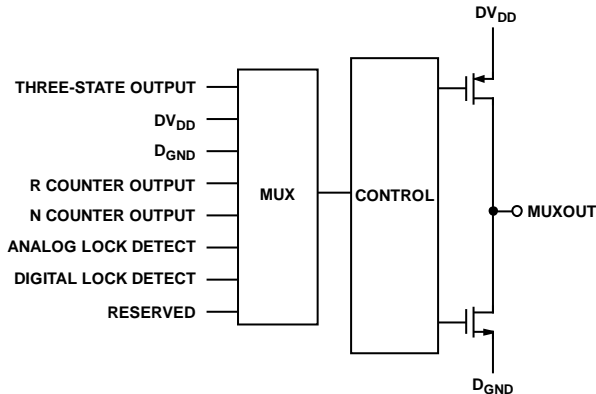 DVDD
THREE-STATE OUTPUT
DVDD
DGND
R COUNTER OUTPUT
N COUNTER OUTPUT
ANALOG LOCK DETECT
DIGITAL LOCK DETECT
RESERVED
MUX
CONTROL
MUXOUT
DGND